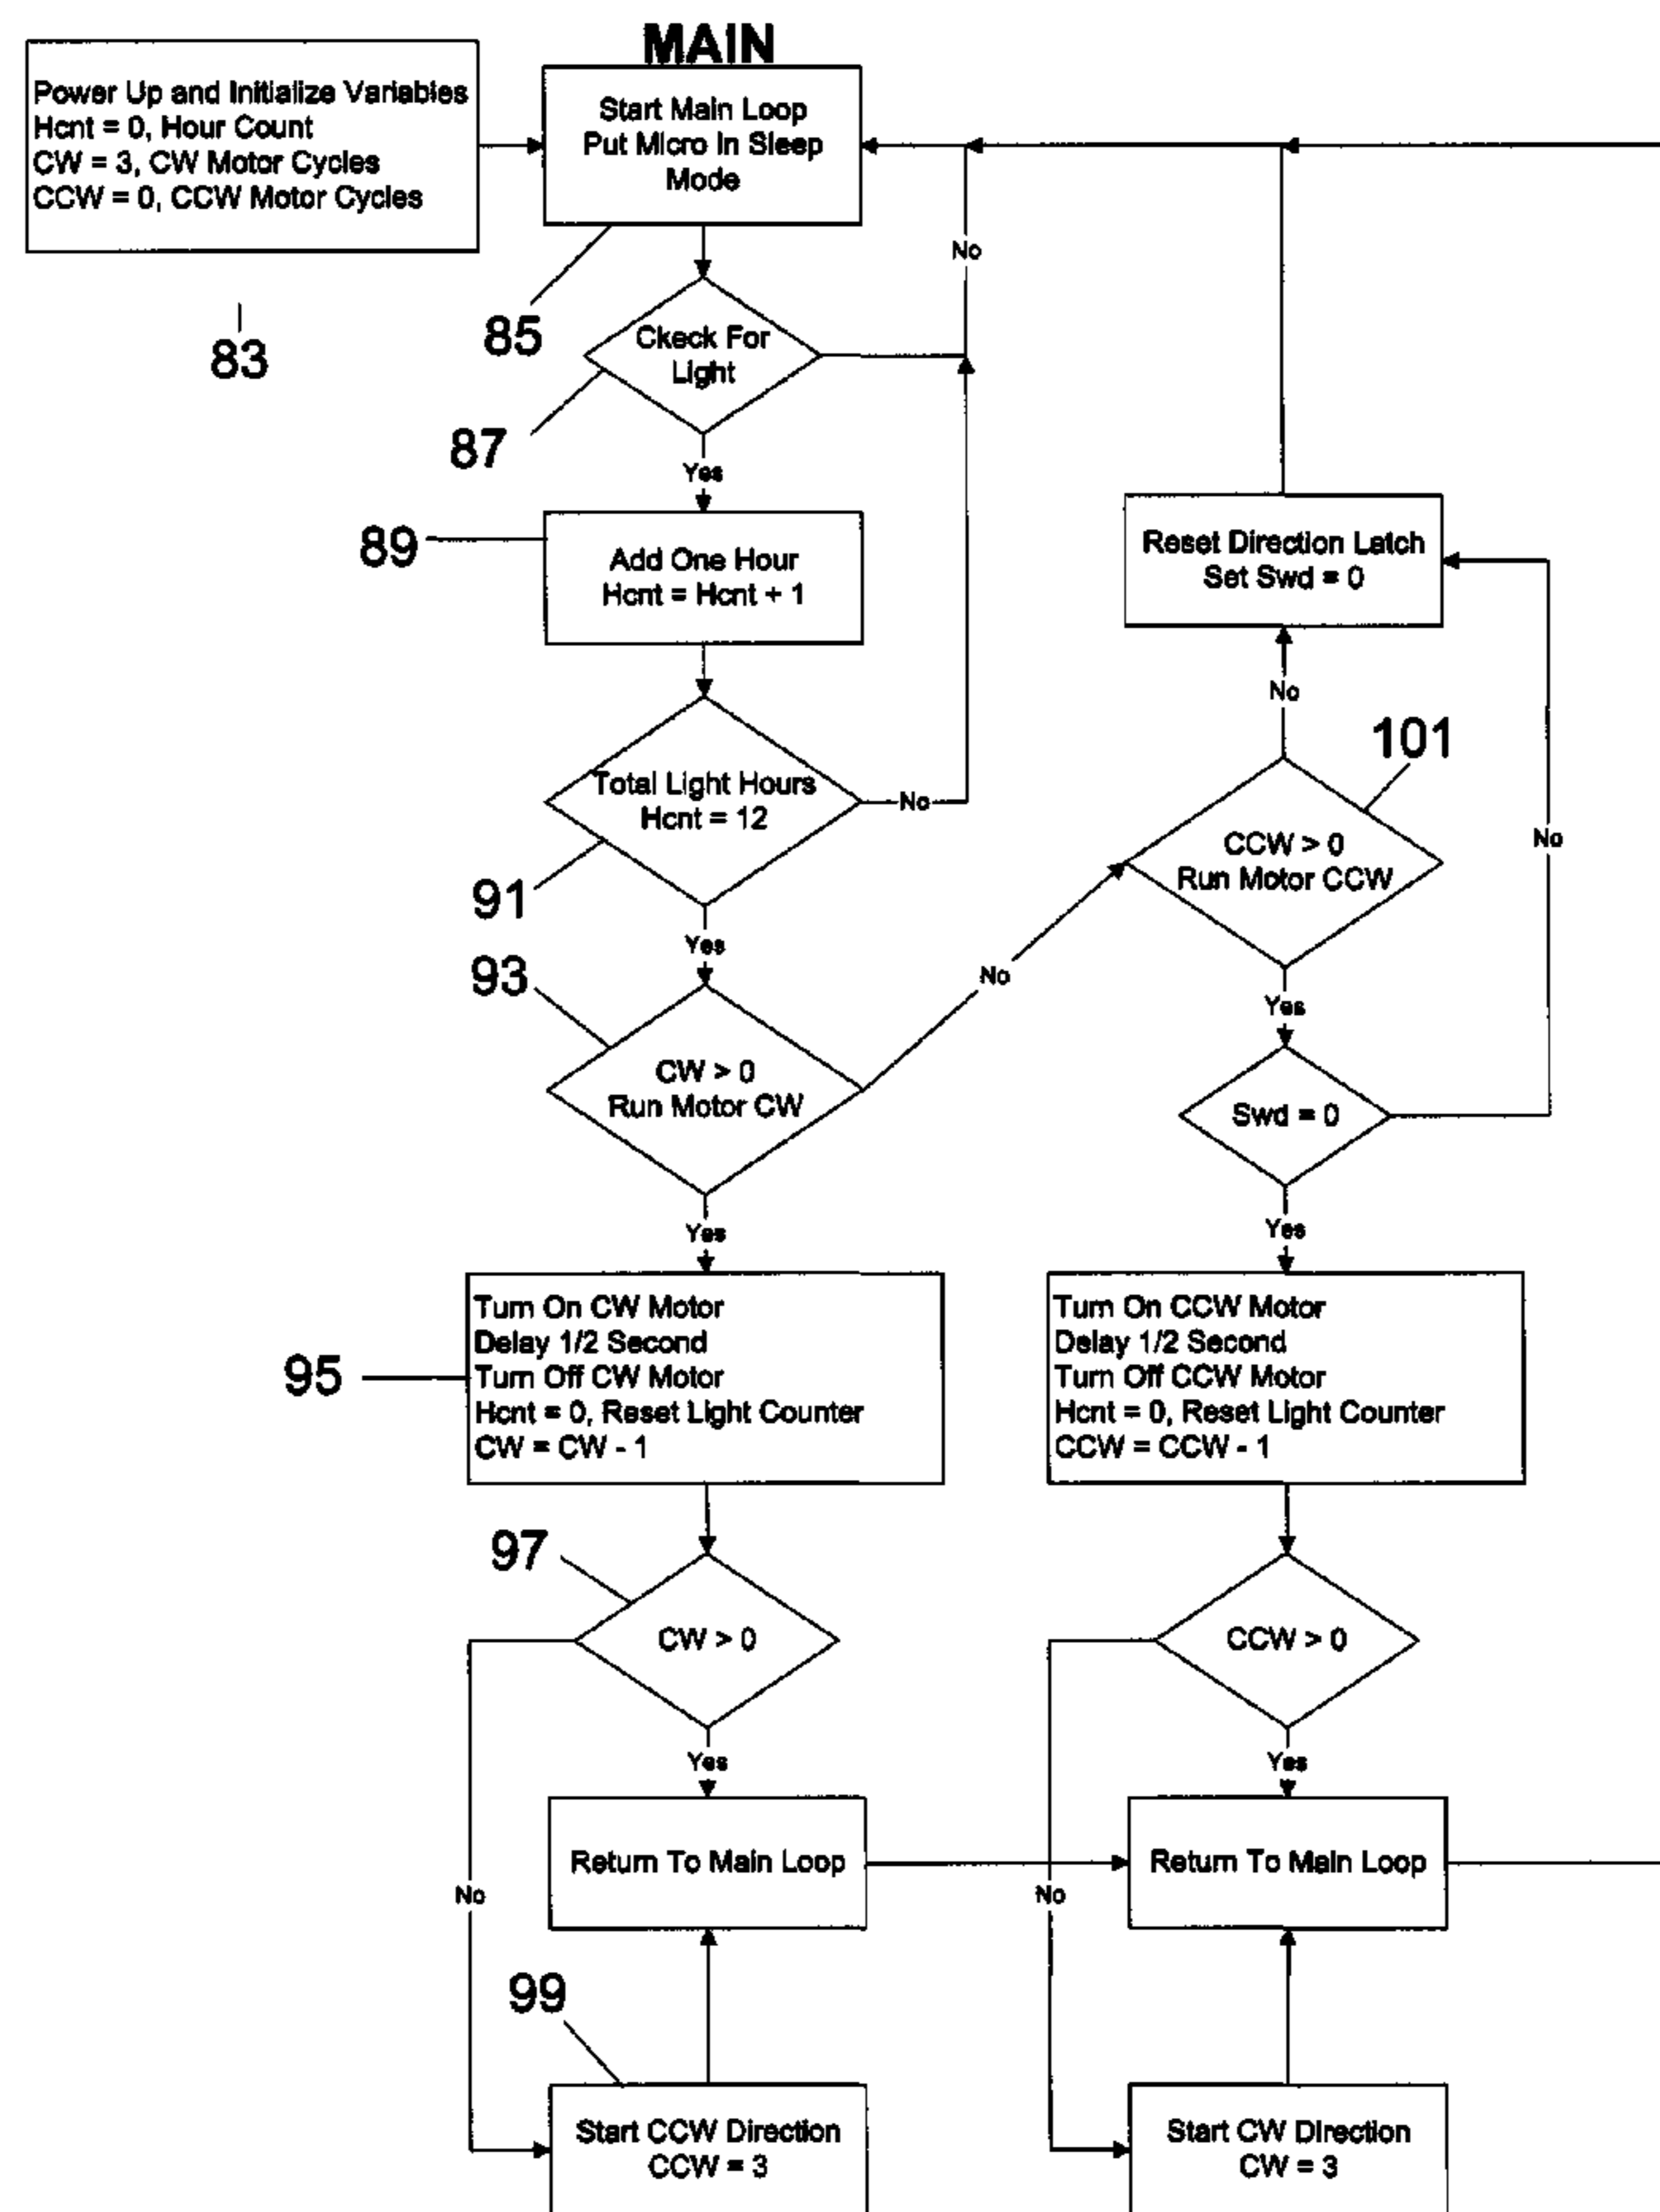 MAIN
Power Up and Initialize Variables
Hcnt = 0, Hour Count
CW = 3, CW Motor Cycles
CCW = 0, CCW Motor Cycles
83
Start Main Loop
Put Micro In Sleep
Mode
85
No
Ckeck For
Light
87
Yes
89
Add One Hour
Hcnt = Hcnt + 1
Reset Direction Latch
Set Swd = 0
No
Total Light Hours
Hcnt = 12
No
91
Yes
101
CCW > 0
Run Motor CCW
No
93
No
Yes
CW > 0
Run Motor CW
Swd = 0
Yes
Yes
95
Turn On CW Motor
Delay 1/2 Second
Turn Off CW Motor
Hcnt = 0, Reset Light Counter
CW = CW - 1
Turn On CCW Motor
Delay 1/2 Second
Turn Off CCW Motor
Hcnt = 0, Reset Light Counter
CCW = CCW - 1
97
CW > 0
CCW > 0
Yes
Yes
Return To Main Loop
Return To Main Loop
No
No
99
Start CCW Direction
CCW = 3
Start CW Direction
CW = 3